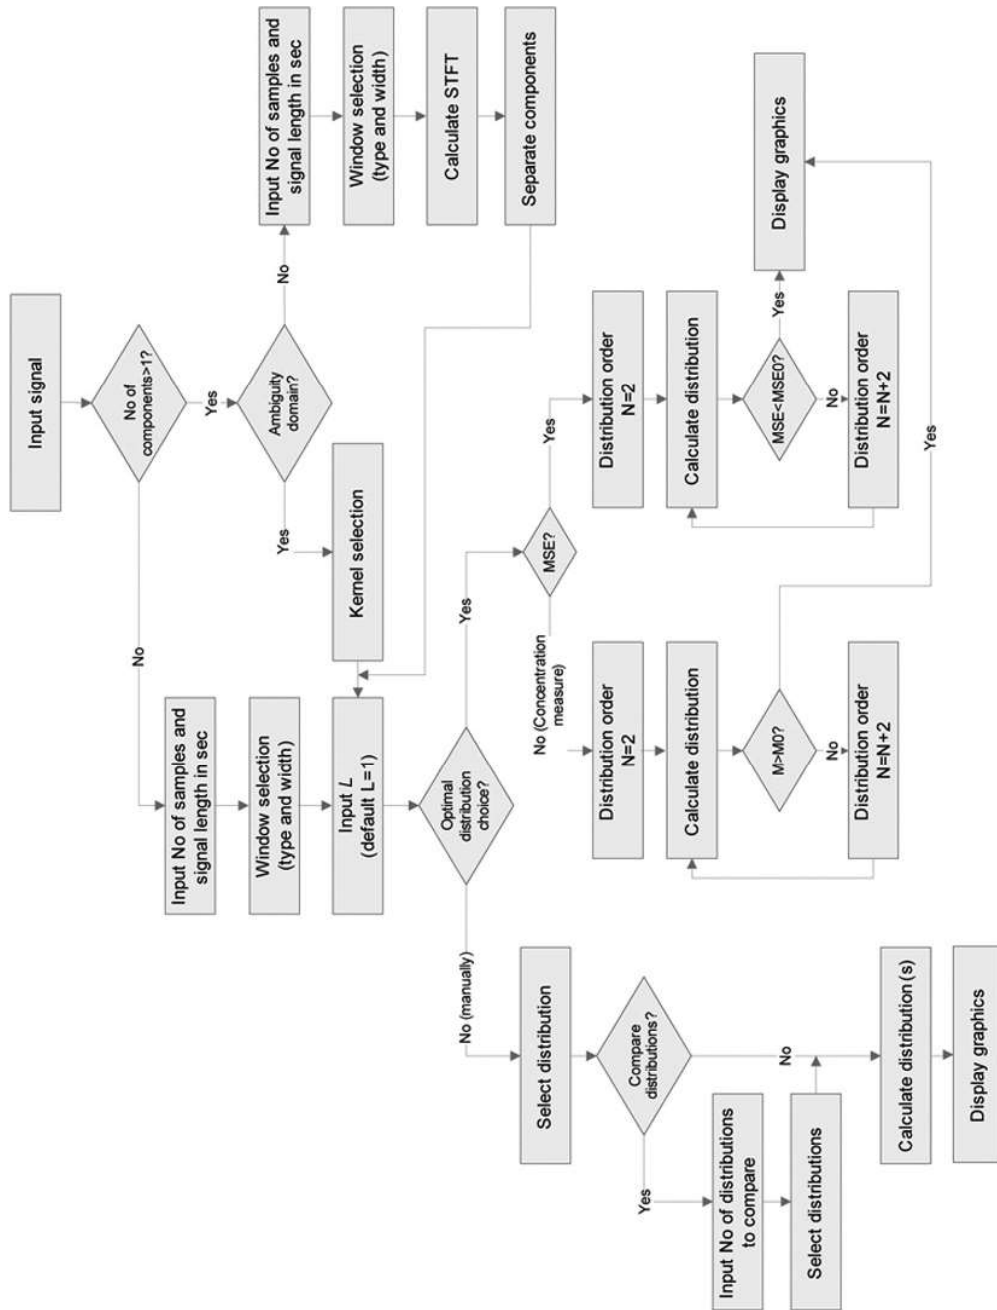 Input signal
No of
components>1?
No
Yes
Ambiguity
domain?
No
Yes
Input No of samples and
signal length in sec
Window selection
(type and width)
Calculate STFT
Separate components
Kernel selection
Input No of samples and
signal length in sec
Window selection
(type and width)
Input L
(default L=1)
Optimal
distribution
choice?
No (manually)
Yes
Select distribution
Compare
distributions?
Yes
No
Input No of distributions
to compare
Select distributions
Calculate distribution(s)
Display graphics
MSE?
No (Concentration
measure)
Yes
Distribution order
N=2
Calculate distribution
M>M0?
No
Yes
Distribution order
N=N+2
Distribution order
N=2
Calculate distribution
MSE<MSE0?
Yes
No
Distribution order
N=N+2
Display graphics